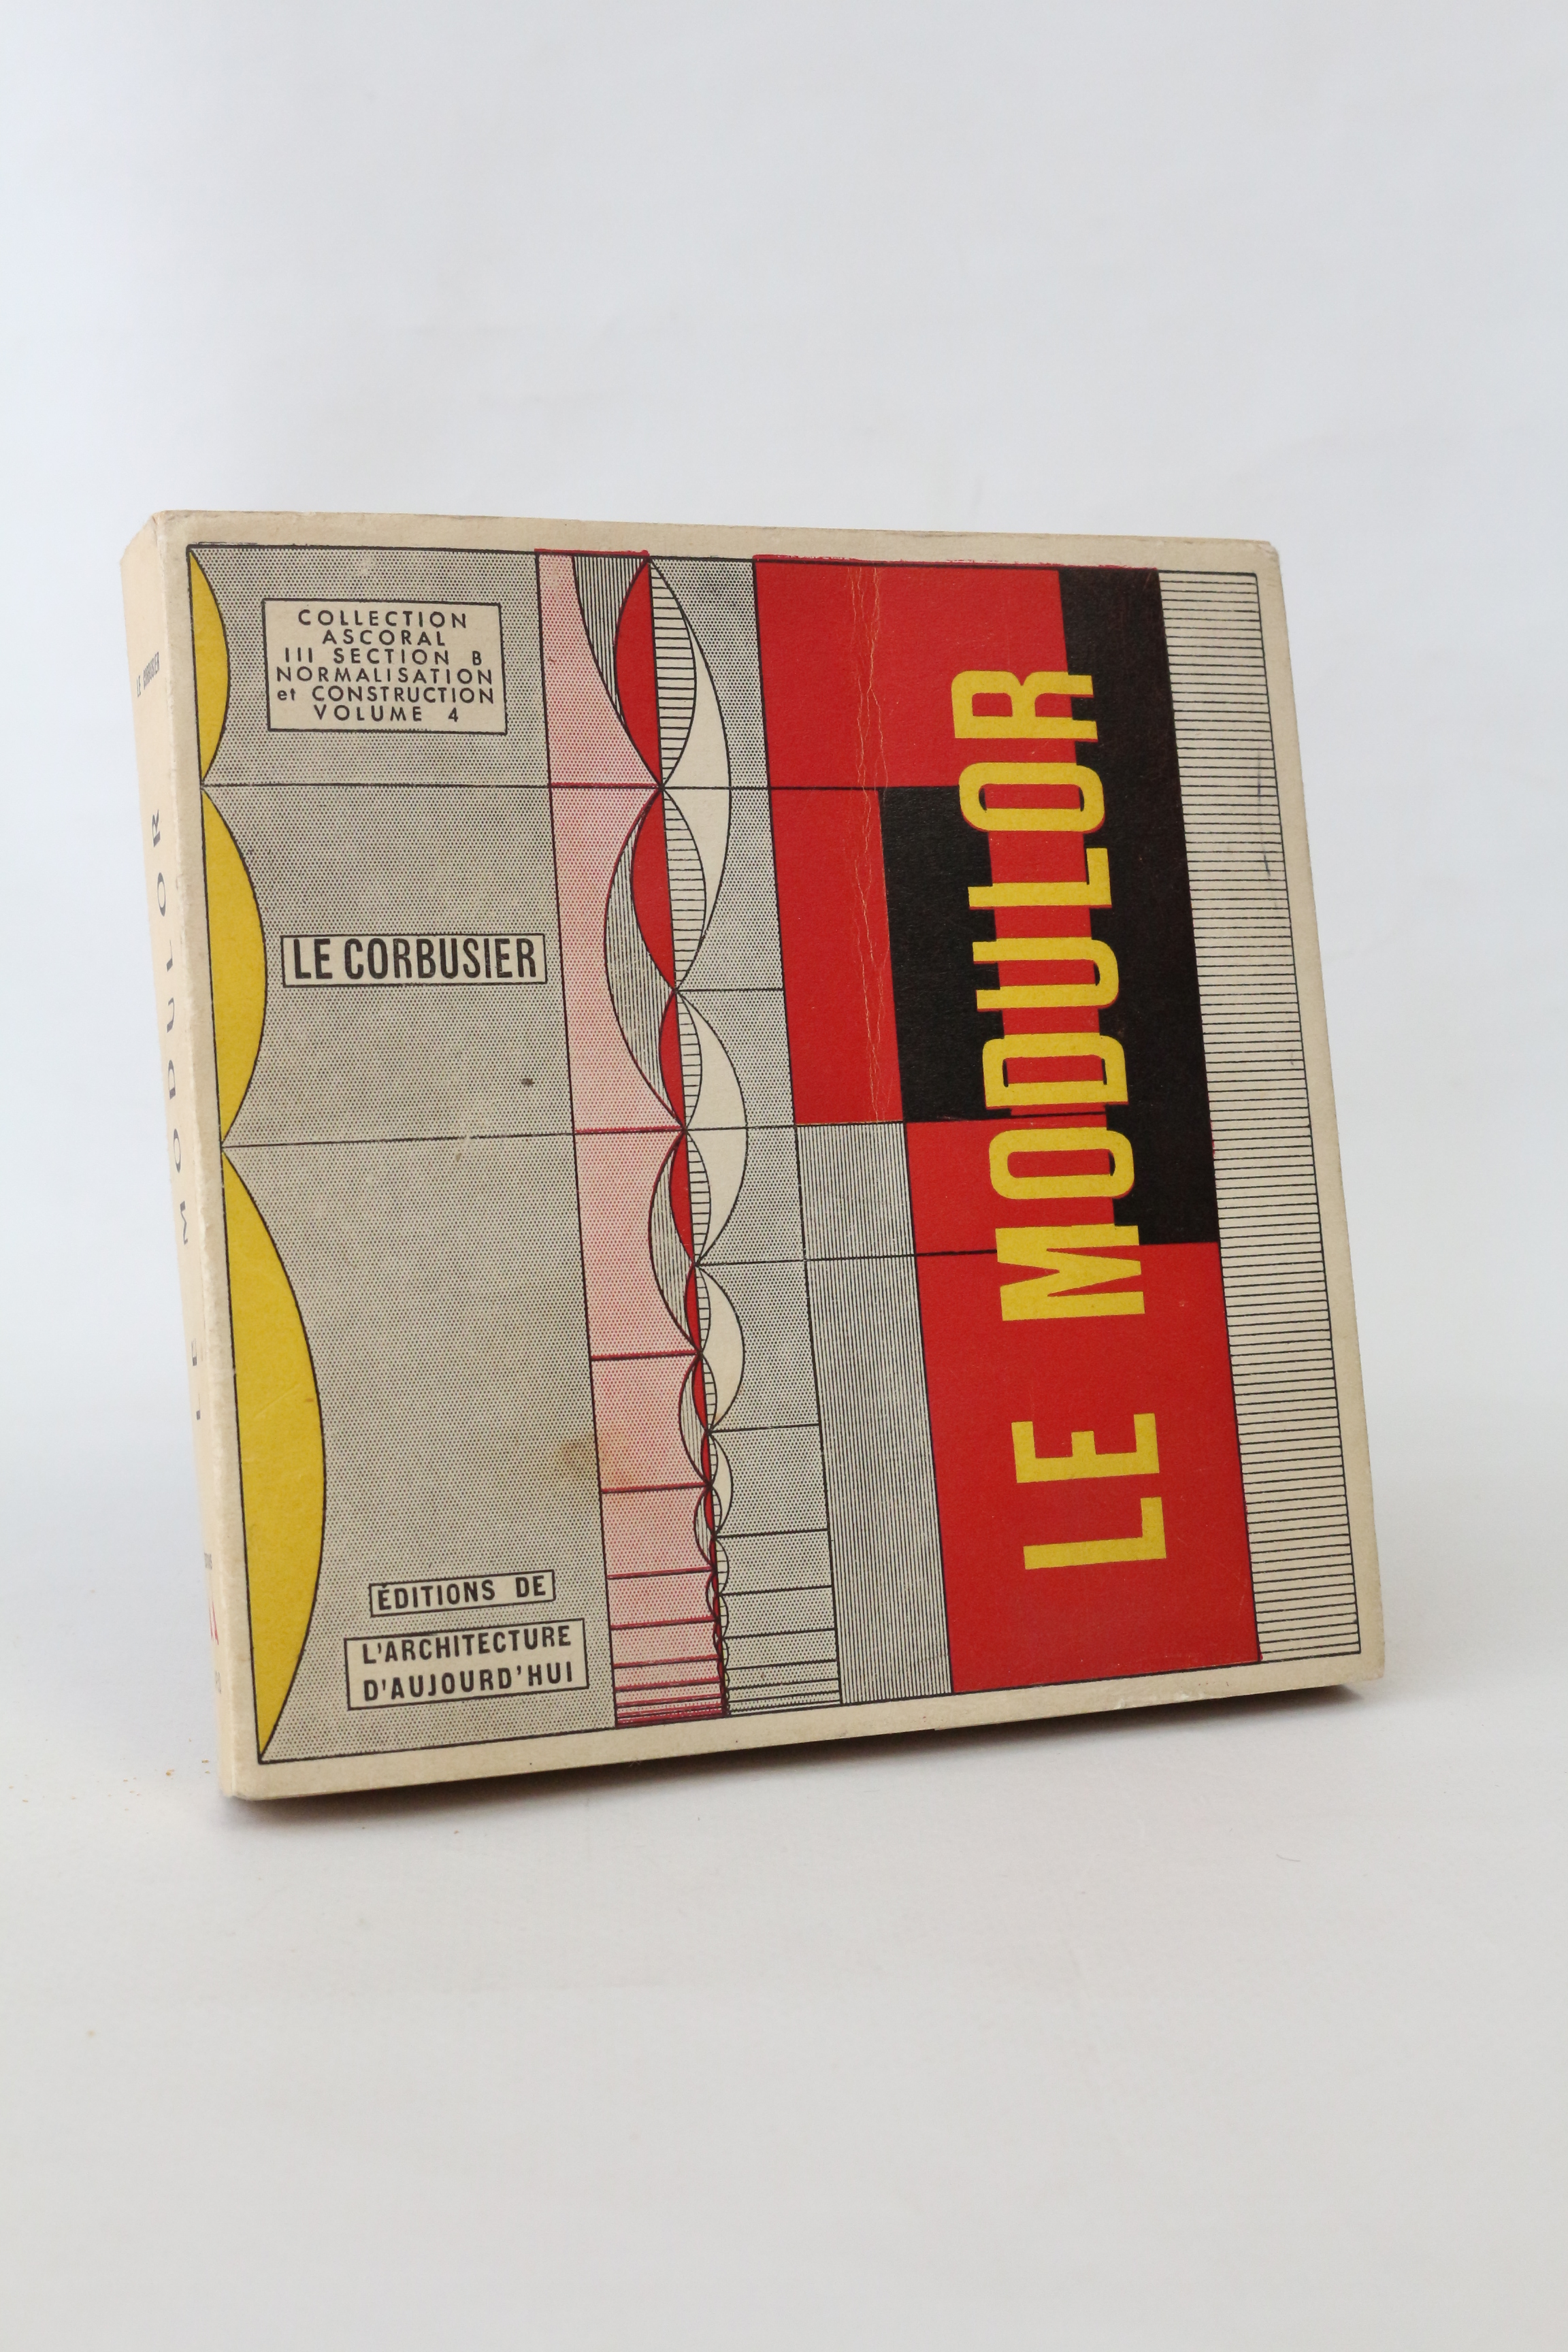 COLLECTION
ASCORAL
III SECTION B
NORMALISATION
et CONSTRUCTION
VOLUME 4
LE CORBUSIER
ÉDITIONS DE
L'ARCHITECTURE
D'AUJOURD'HUI
LE MODULOR
LE CORBUSIER
LE MODULOR